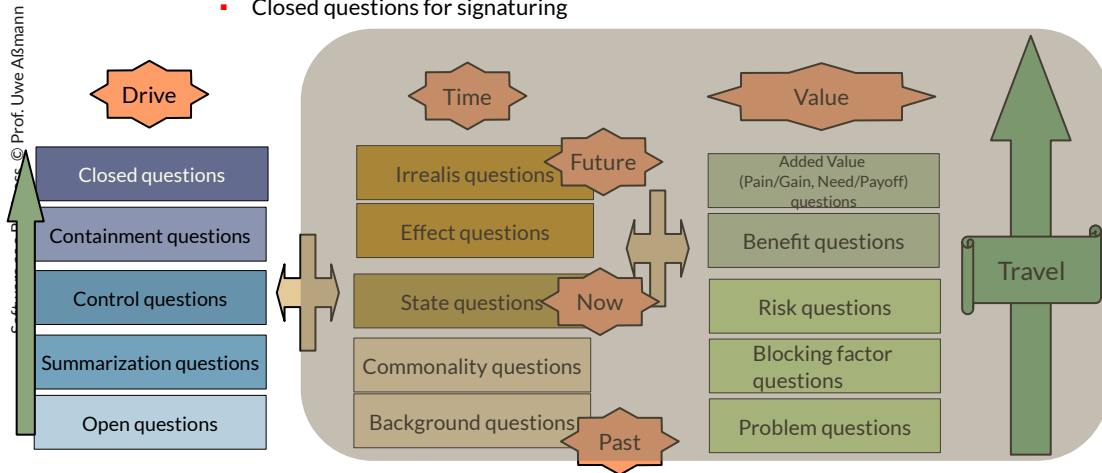 ▪ Closed questions for signaturing
© Prof. Uwe Aßmann
Drive
Closed questions
Containment questions
Control questions
Summarization questions
Open questions
Time
Future
Irrealis questions
Effect questions
State questions
Now
Commonality questions
Background questions
Past
Value
Added Value
(Pain/Gain, Need/Payoff)
questions
Benefit questions
Risk questions
Blocking factor
questions
Problem questions
Travel